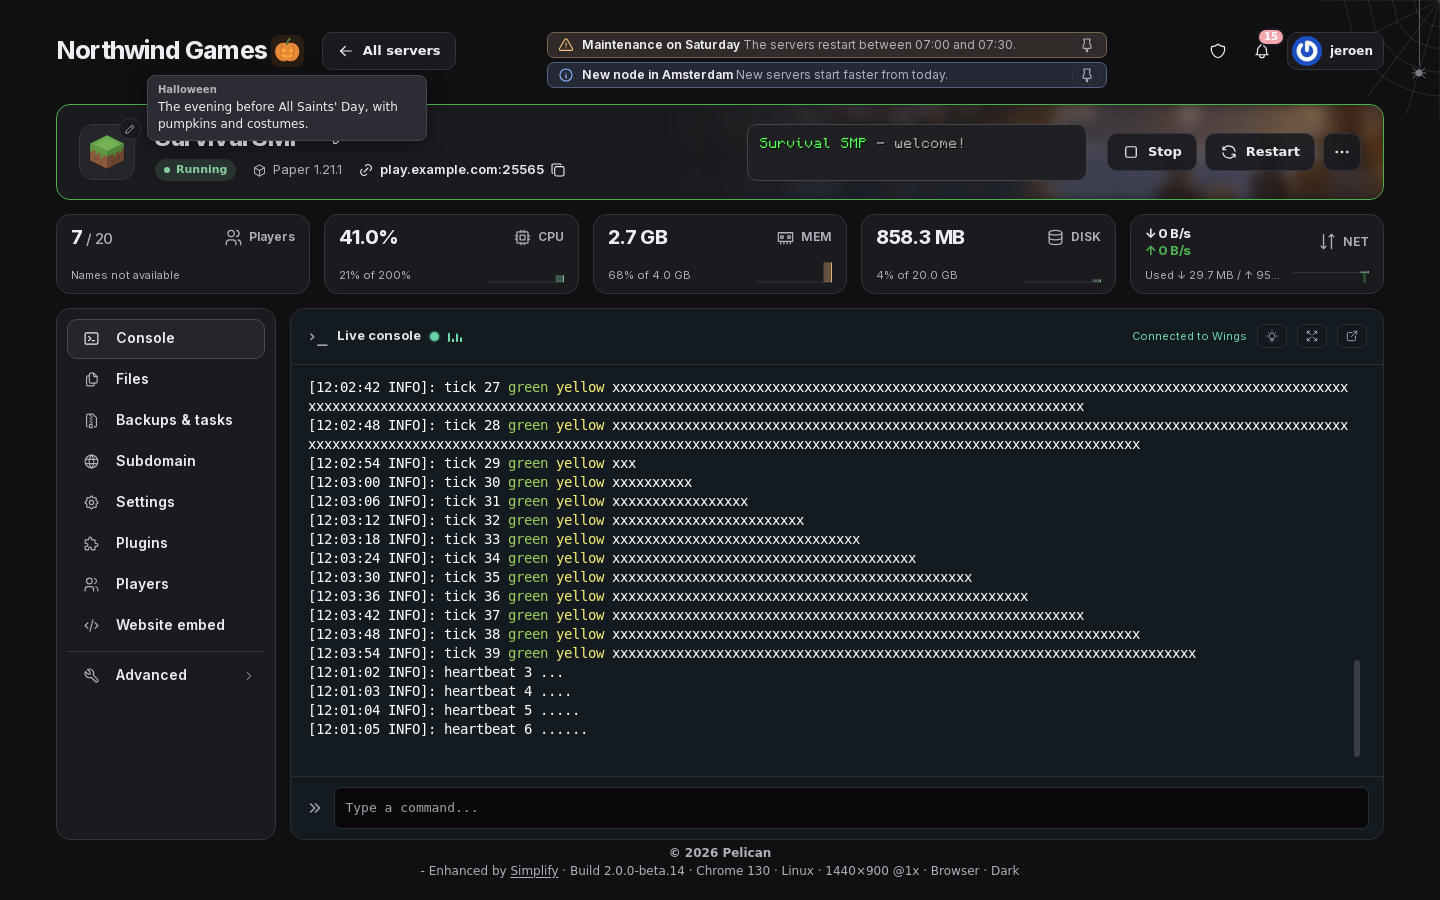 Northwind Games
All servers
Maintenance on Saturday The servers restart between 07:00 and 07:30.
New node in Amsterdam New servers start faster from today.
15
jeroen
Halloween
The evening before All Saints' Day, with
pumpkins and costumes.
Survival SMP
Running
Paper 1.21.1
play.example.com:25565
Survival SMP - welcome!
Stop
Restart
7 / 20
Players
Names not available
41.0%
CPU
21% of 200%
2.7 GB
MEM
68% of 4.0 GB
858.3 MB
DISK
4% of 20.0 GB
↓ 0 B/s
↑ 0 B/s
NET
Used ↓ 29.7 MB / ↑ 95...
Console
Files
Backups & tasks
Subdomain
Settings
Plugins
Players
Website embed
Advanced
Live console
Connected to Wings
[12:02:42 INFO]: tick 27 green yellow xxxxxxxxxxxxxxxxxxxxxxxxxxxxxxxxxxxxxxxxxxxxxxxxxxxxxxxxxxxxxxxxxxxxxxxxxxxxxxxxxxxxxxxxxxxx
xxxxxxxxxxxxxxxxxxxxxxxxxxxxxxxxxxxxxxxxxxxxxxxxxxxxxxxxxxxxxxxxxxxxxxxxxxxxxxxxxxxxxxxxxxxxxxxxx
[12:02:48 INFO]: tick 28 green yellow xxxxxxxxxxxxxxxxxxxxxxxxxxxxxxxxxxxxxxxxxxxxxxxxxxxxxxxxxxxxxxxxxxxxxxxxxxxxxxxxxxxxxxxxxxxx
xxxxxxxxxxxxxxxxxxxxxxxxxxxxxxxxxxxxxxxxxxxxxxxxxxxxxxxxxxxxxxxxxxxxxxxxxxxxxxxxxxxxxxxxxxxxxxxxxxxxxxxx
[12:02:54 INFO]: tick 29 green yellow xxx
[12:03:00 INFO]: tick 30 green yellow xxxxxxxxxx
[12:03:06 INFO]: tick 31 green yellow xxxxxxxxxxxxxxxxx
[12:03:12 INFO]: tick 32 green yellow xxxxxxxxxxxxxxxxxxxxxxxx
[12:03:18 INFO]: tick 33 green yellow xxxxxxxxxxxxxxxxxxxxxxxxxxxxxxx
[12:03:24 INFO]: tick 34 green yellow xxxxxxxxxxxxxxxxxxxxxxxxxxxxxxxxxxxxxx
[12:03:30 INFO]: tick 35 green yellow xxxxxxxxxxxxxxxxxxxxxxxxxxxxxxxxxxxxxxxxxxxxx
[12:03:36 INFO]: tick 36 green yellow xxxxxxxxxxxxxxxxxxxxxxxxxxxxxxxxxxxxxxxxxxxxxxxxxxxx
[12:03:42 INFO]: tick 37 green yellow xxxxxxxxxxxxxxxxxxxxxxxxxxxxxxxxxxxxxxxxxxxxxxxxxxxxxxxxxxx
[12:03:48 INFO]: tick 38 green yellow xxxxxxxxxxxxxxxxxxxxxxxxxxxxxxxxxxxxxxxxxxxxxxxxxxxxxxxxxxxxxxxxxx
[12:03:54 INFO]: tick 39 green yellow xxxxxxxxxxxxxxxxxxxxxxxxxxxxxxxxxxxxxxxxxxxxxxxxxxxxxxxxxxxxxxxxxxxxxxxxx
[12:01:02 INFO]: heartbeat 3 ...
[12:01:03 INFO]: heartbeat 4 ....
[12:01:04 INFO]: heartbeat 5 .....
[12:01:05 INFO]: heartbeat 6 ......
Type a command...
© 2026 Pelican
- Enhanced by Simplify · Build 2.0.0-beta.14 · Chrome 130 · Linux · 1440×900 @1x · Browser · Dark